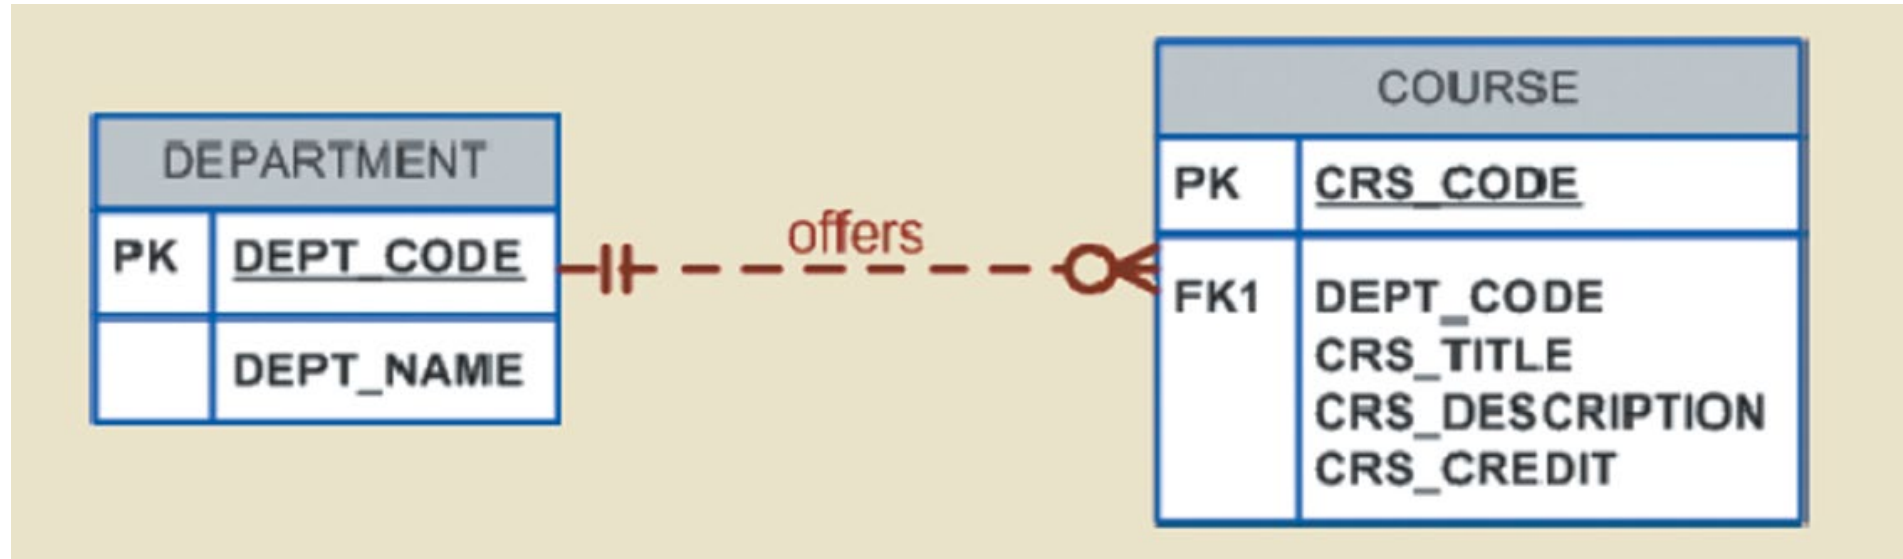 DEPARTMENT
PK DEPT_CODE
DEPT_NAME
offers
COURSE
PK CRS_CODE
FK1 DEPT_CODE
CRS_TITLE
CRS_DESCRIPTION
CRS_CREDIT